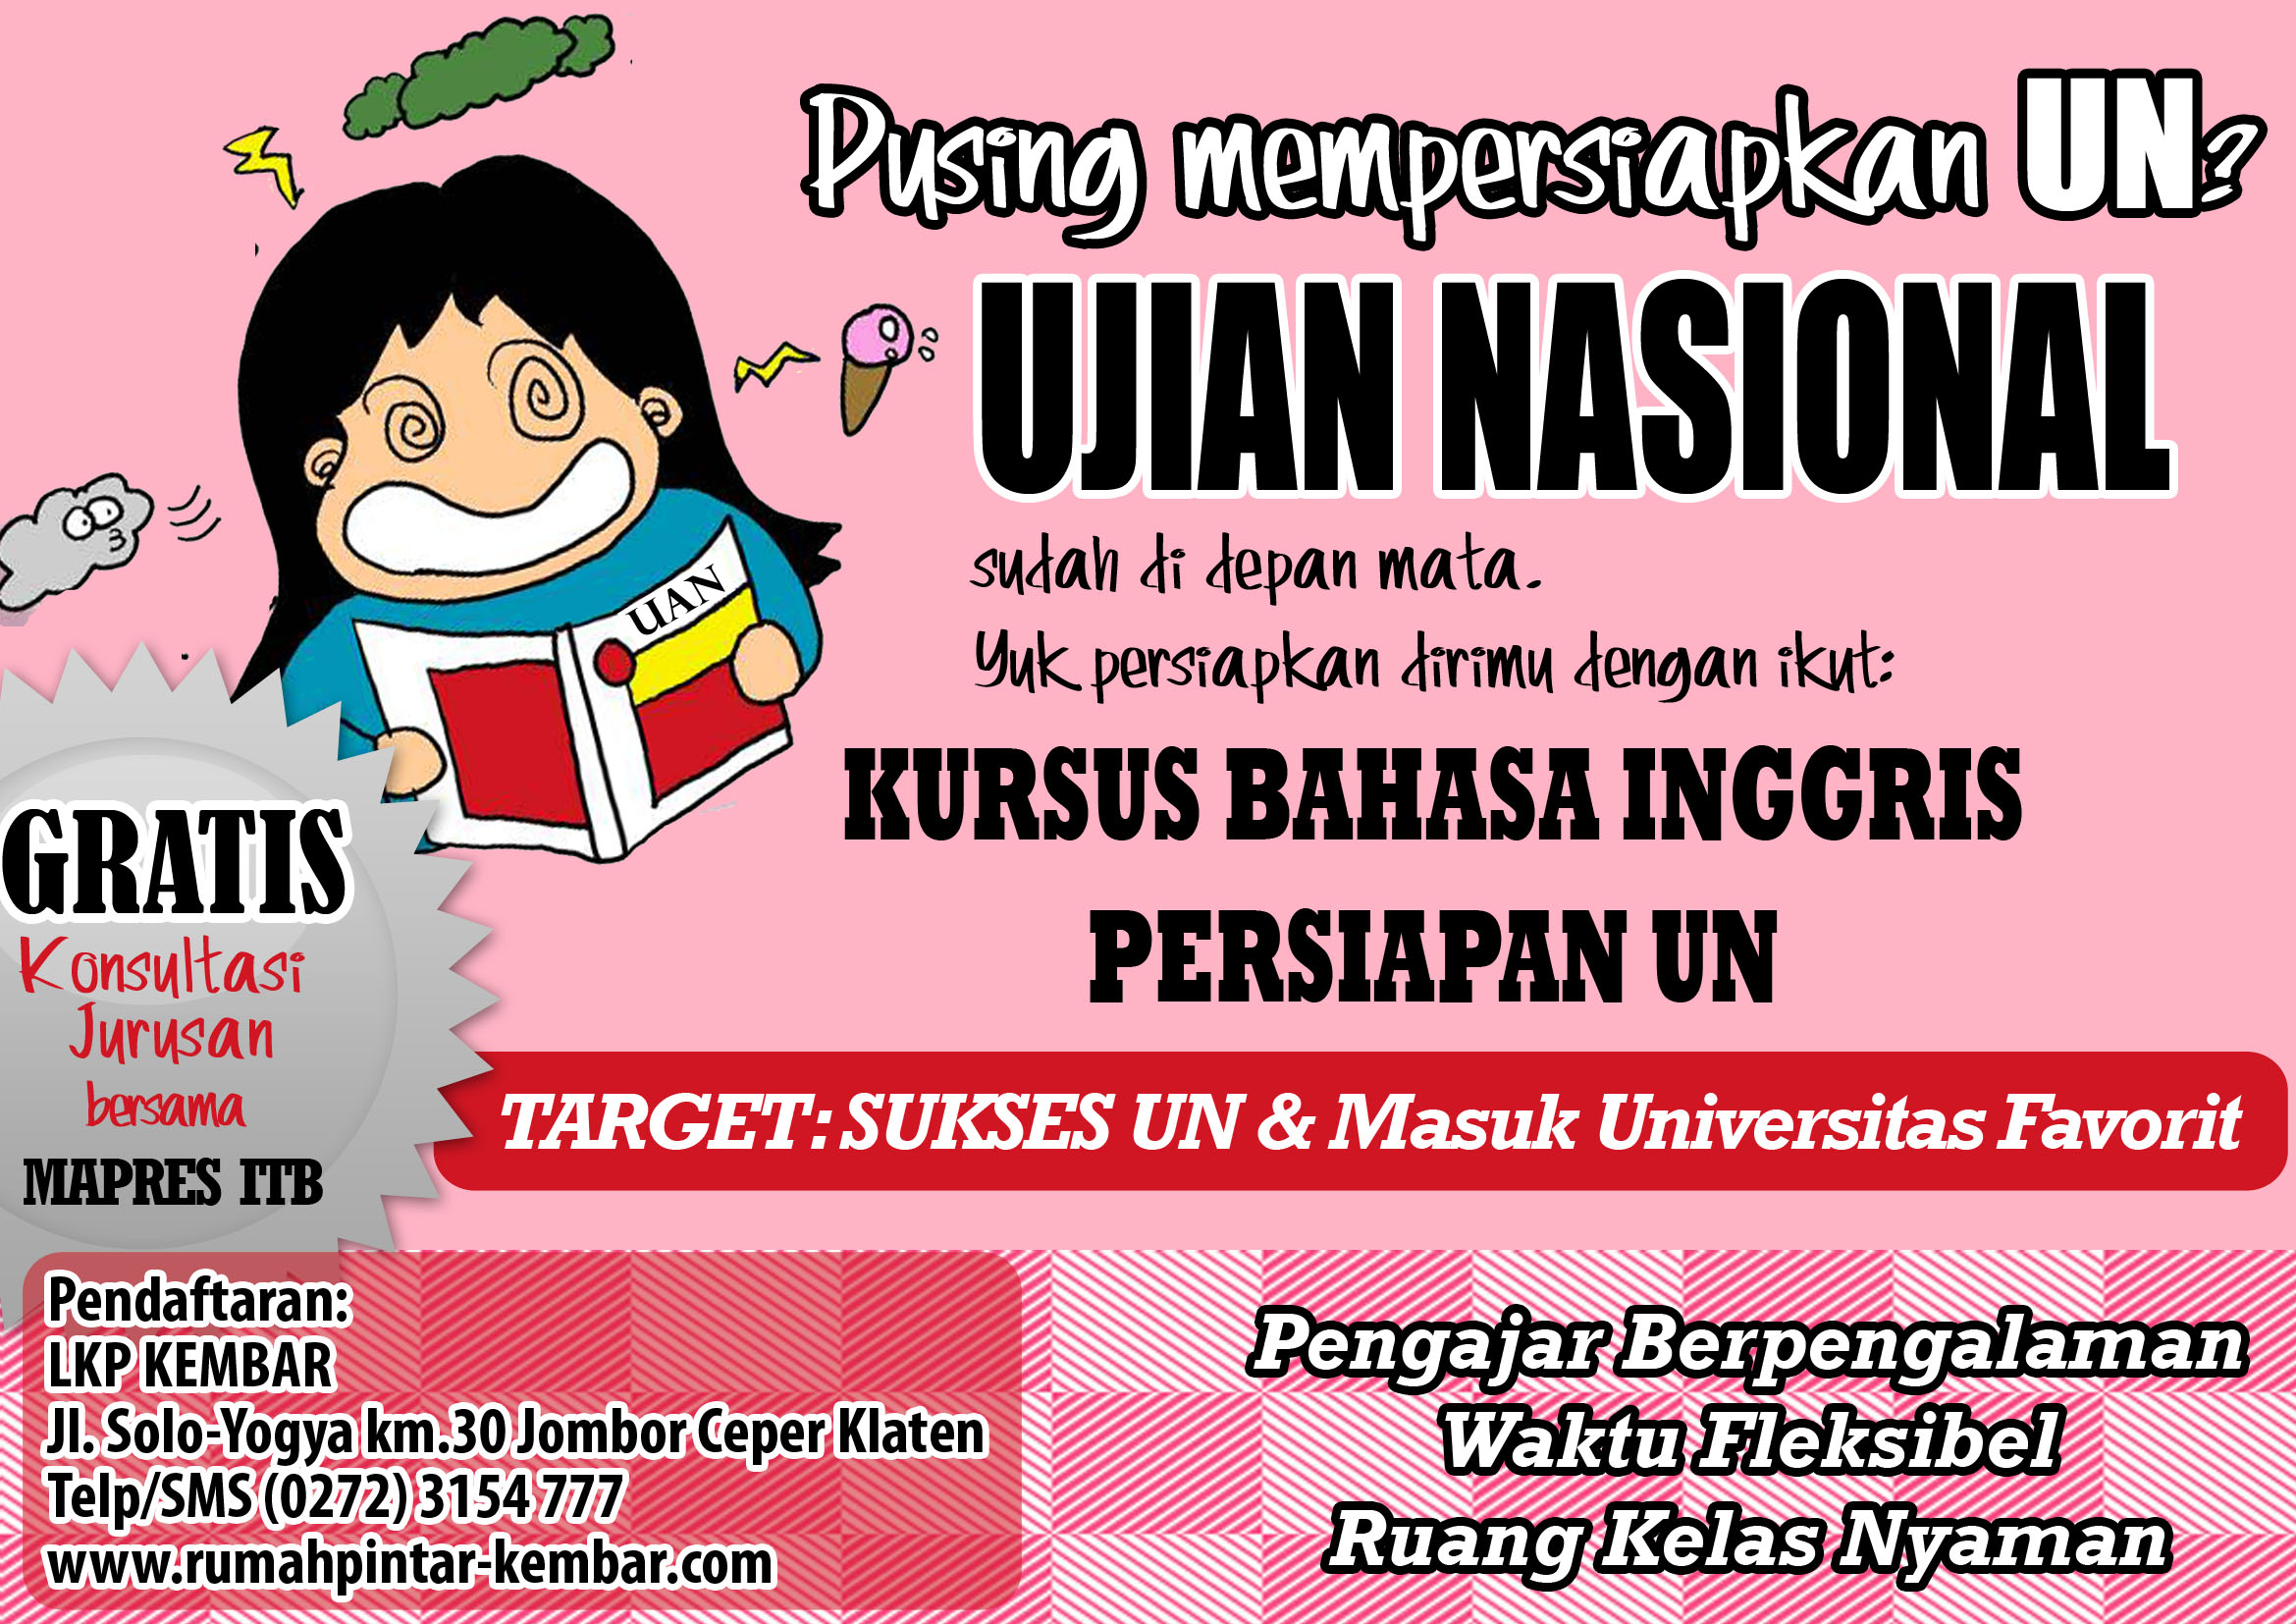 Pusing mempersiapkan UN?
UJIAN NASIONAL
sudah di depan mata.
Yuk persiapkan dirimu dengan ikut:
UAN
KURSUS BAHASA INGGRIS
PERSIAPAN UN
GRATIS
Konsultasi
Jurusan
bersama
MAPRES ITB
TARGET: SUKSES UN & Masuk Universitas Favorit
Pendaftaran:
LKP KEMBAR
Jl. Solo-Yogya km.30 Jombor Ceper Klaten
Telp/SMS (0272) 3154 777
www.rumahpintar-kembar.com
Pengajar Berpengalaman
Waktu Fleksibel
Ruang Kelas Nyaman